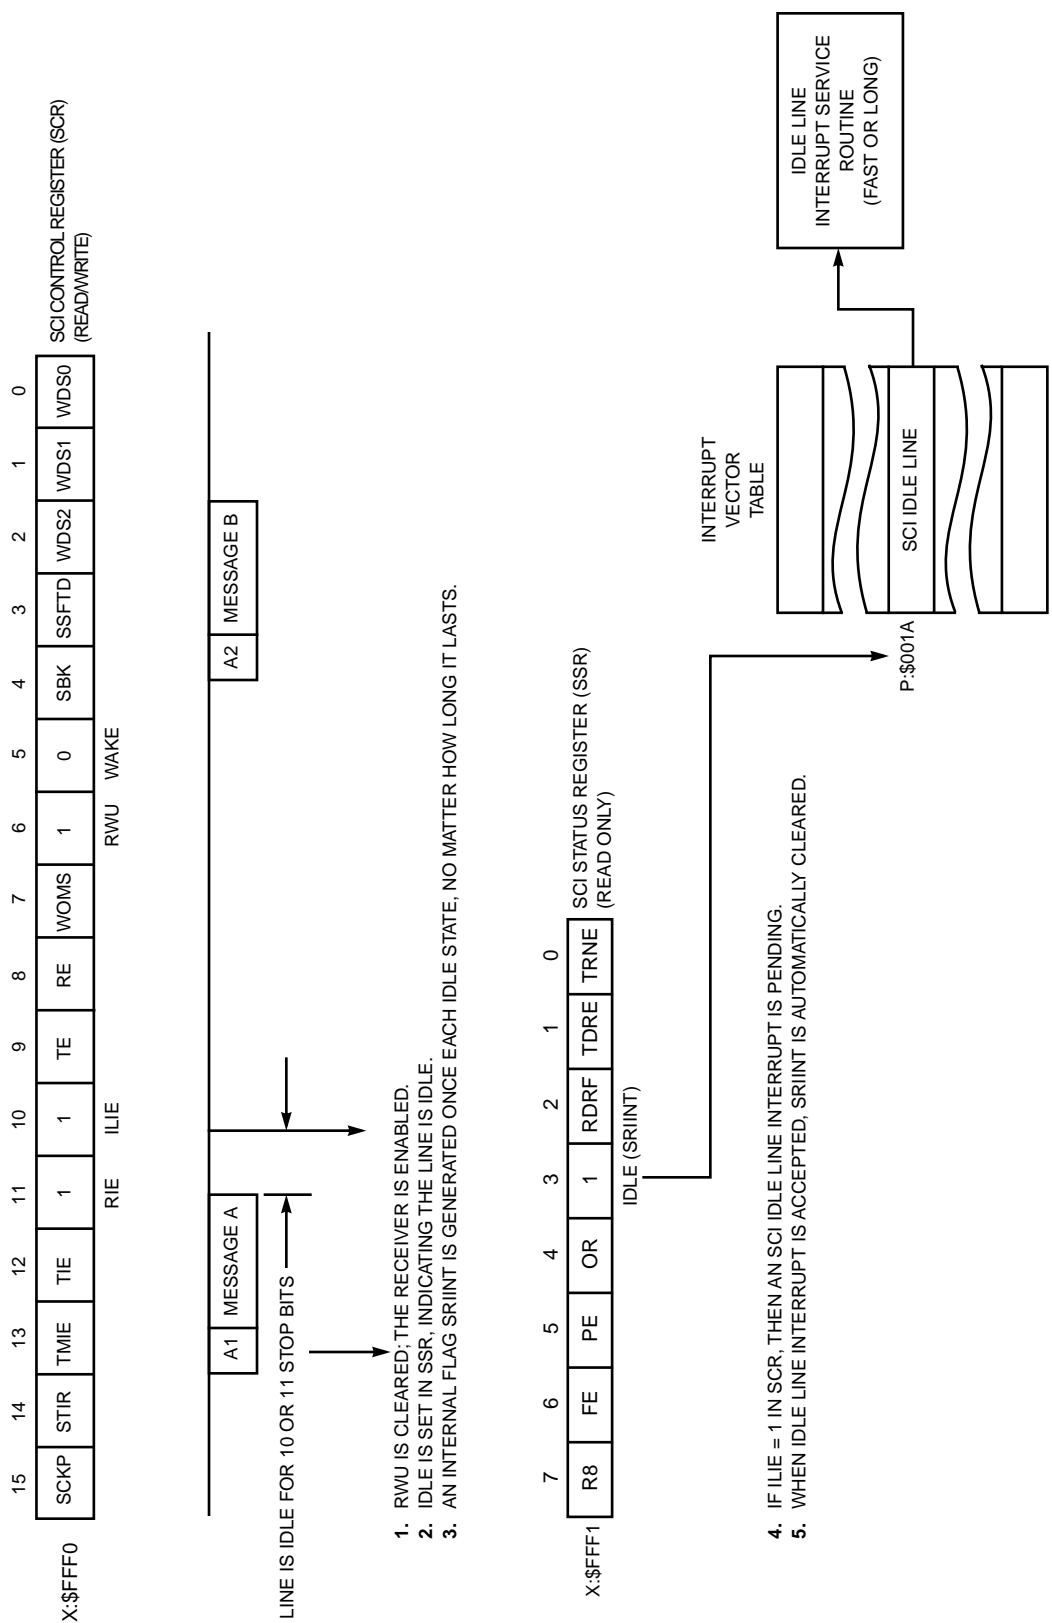 15 14 13 12 11 10 9 8 7 6 5 4 3 2 1 0
X:$FFF0 SCKP STIR TMIE TIE 1 1 TE RE WOMS 1 0 SBK SSFTD WDS2 WDS1 WDS0
SCI CONTROL REGISTER (SCR)
(READ/WRITE)
RIE ILIE RWU WAKE
A1 MESSAGE A
A2 MESSAGE B
LINE IS IDLE FOR 10 OR 11 STOP BITS
1. RWU IS CLEARED; THE RECEIVER IS ENABLED.
2. IDLE IS SET IN SSR, INDICATING THE LINE IS IDLE.
3. AN INTERNAL FLAG SRIINT IS GENERATED ONCE EACH IDLE STATE, NO MATTER HOW LONG IT LASTS.
7 6 5 4 3 2 1 0
X:$FFF1 R8 FE PE OR 1 RDRF TDRE TRNE
SCI STATUS REGISTER (SSR)
(READ ONLY)
IDLE (SRIINT)
4. IF ILIE = 1 IN SCR, THEN AN SCI IDLE LINE INTERRUPT IS PENDING.
5. WHEN IDLE LINE INTERRUPT IS ACCEPTED, SRIINT IS AUTOMATICALLY CLEARED.
INTERRUPT
VECTOR
TABLE
P:$001A
SCI IDLE LINE
IDLE LINE
INTERRUPT SERVICE
ROUTINE
(FAST OR LONG)